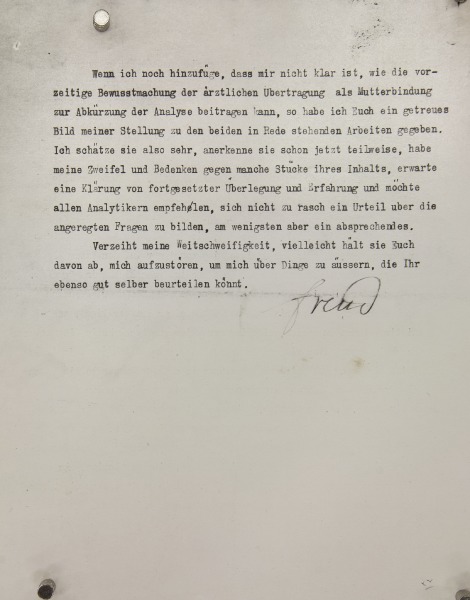 Wenn ich noch hinzufüge, dass mir nicht klar ist, wie die vor-
zeitige Bewusstmachung der ärztlichen Übertragung als Mutterbindung
zur Abkürzung der Analyse beitragen kann, so habe ich Euch ein getreues
Bild meiner Stellung zu den beiden in Rede stehenden Arbeiten gegeben.
Ich schätze sie also sehr, anerkenne sie schon jetzt teilweise, habe
meine Zweifel und Bedenken gegen manche Stücke ihres Inhalts, erwarte
eine Klärung von fortgesetzter Überlegung und Erfahrung und möchte
allen Analytikern empfehlen, sich nicht zu rasch ein Urteil über die
angeregten Fragen zu bilden, am wenigsten aber ein absprechendes.
Verzeiht meine Weitschweifigkeit, vielleicht hält sie Euch
davon ab, mich aufzustören, um mich über Dinge zu äussern, die Ihr
ebenso gut selber beurteilen könnt.
Freud